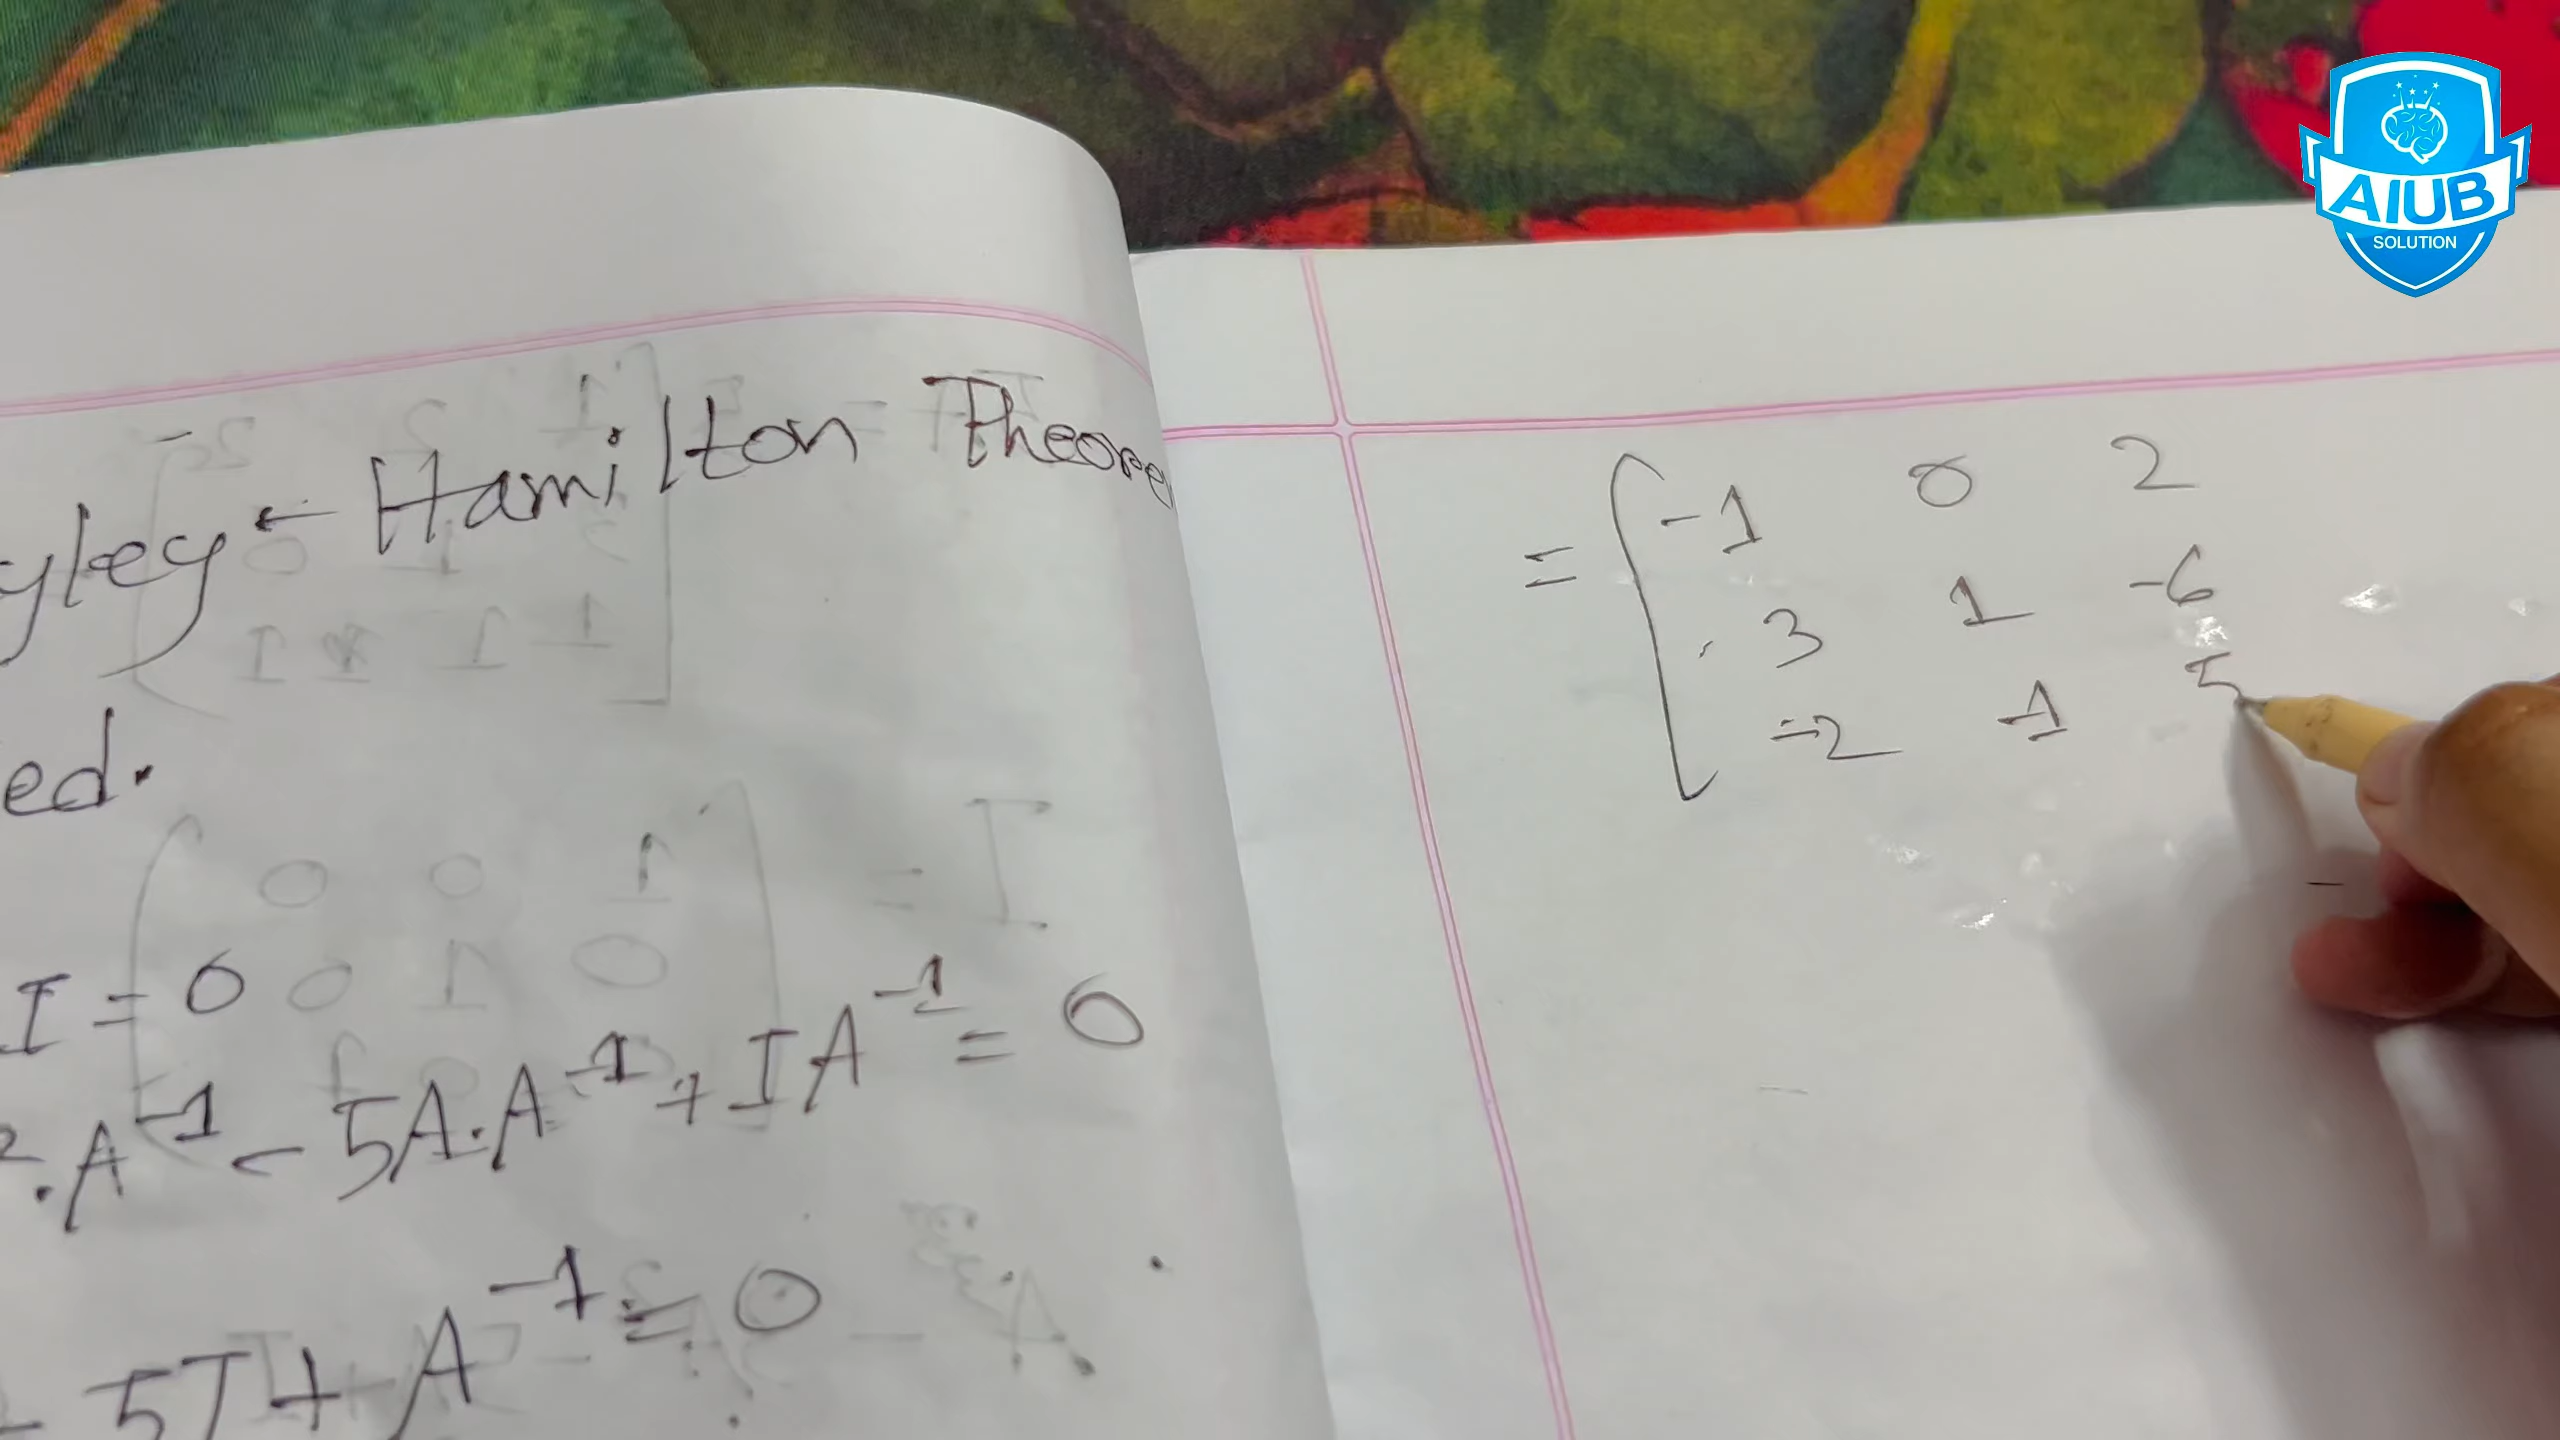 yley - Hamilton Theore
ed.
I = 0
2 . A^-1 - 5A.A^-1 + IA^-1 = 0
- 5I + A^-1 = 0
= [ -1 0 2
3 1 -6
-2 -1 5
AIUB
SOLUTION